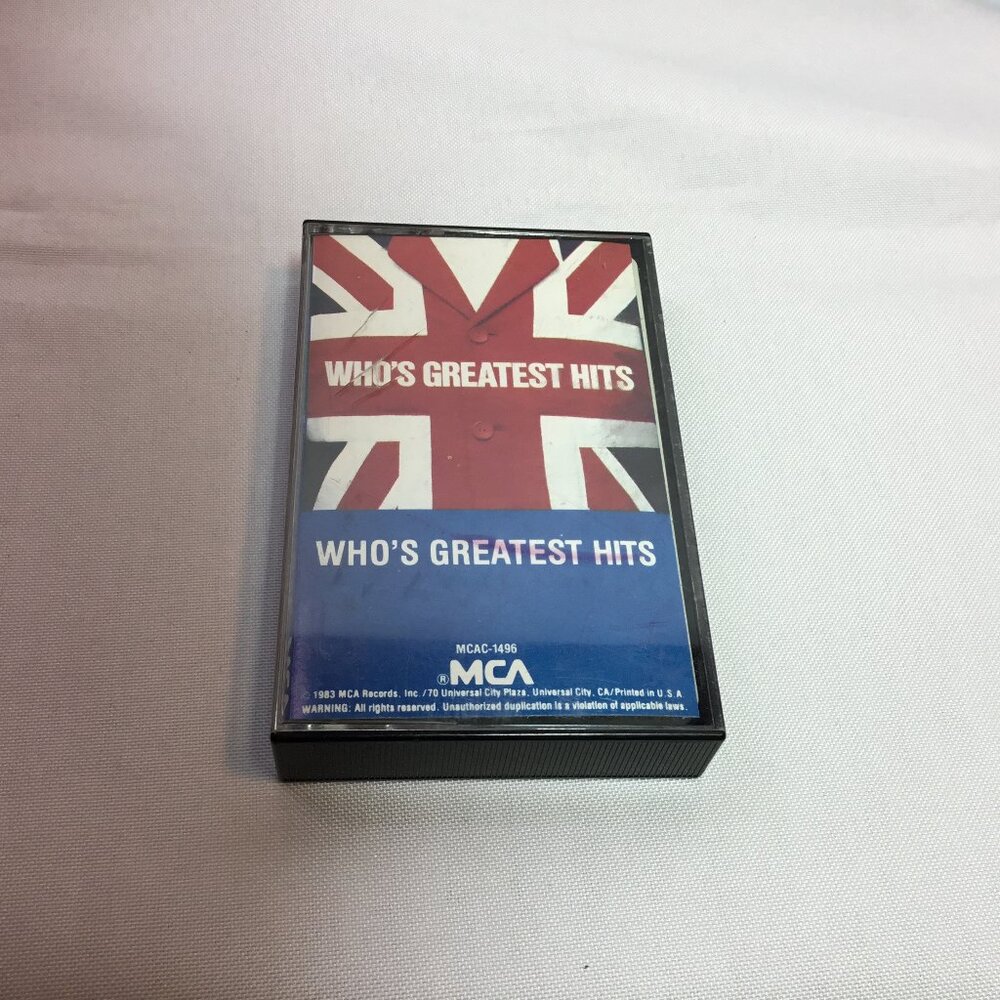 WHO'S GREATEST HITS
WHO'S GREATEST HITS
MCAC-1496
®MCA
© 1983 MCA Records, Inc./70 Universal City Plaza, Universal City, CA/Printed in U.S.A
WARNING: All rights reserved. Unauthorized duplication is a violation of applicable laws.